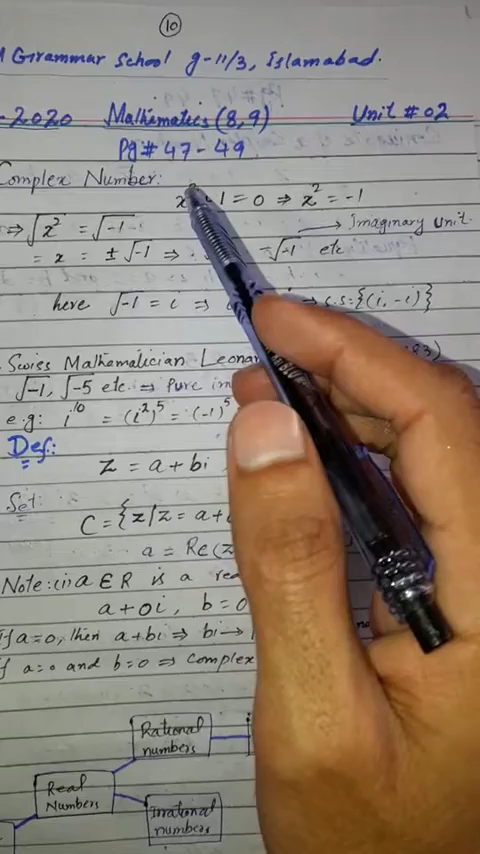 10
Grammar School g-11/3, Islamabad.
-2020 Mathematics (8,9) Unit # 02
Pg # 47 - 49
Complex Number:
1 = 0 ⇒ x² = -1
⇒ √x² = √-1 → Imaginary Unit
= x = ± √-1 ⇒ = √-1 etc
here √-1 = i ⇒ ⇒ C.S = {(i, -i)}
Swiss Mathematician Leonar 83)
√-1, √-5 etc. ⇒ Pure im
e.g: i¹⁰ = (i²)⁵ = (-1)⁵
Def:
Z = a + bi
Set:
C = {z/z = a +
a = Re(z
Note: (i) a ∈ R is a rea
a + 0i, b = 0
If a=0, then a+bi ⇒ bi →
if a=0 and b=0 ⇒ Complex
Rational numbers
Real Numbers
Irrational numbers